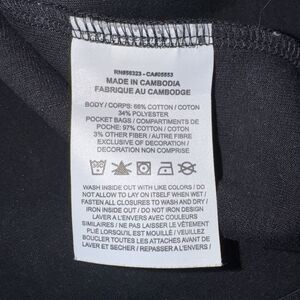 RN#56323 - CA#05553
MADE IN CAMBODIA
FABRIQUE AU CAMBODGE
BODY / CORPS: 66% COTTON / COTON
34% POLYESTER
POCKET BAGS / COMPARTIMENTS DE
POCHE: 97% COTTON / COTON
3% OTHER FIBER / AUTRE FIBRE
EXCLUSIVE OF DECORATION /
DECORATION NON COMPRISE
WASH INSIDE OUT WITH LIKE COLORS / DO
NOT ALLOW TO LAY ON ITSELF WHEN WET /
FASTEN ALL CLOSURES TO WASH AND DRY /
IRON INSIDE OUT / DO NOT IRON DESIGN
LAVER A L'ENVERS AVEC COULEURS
SIMILAIRES / NE PAS LAISSER LE VÊTEMENT
PLIÉ LORSQU'IL EST MOUILLÉ / VEUILLEZ
BOUCLER TOUTES LES ATTACHES AVANT DE
LAVER ET SECHER / REPASSER A L'ENVERS /